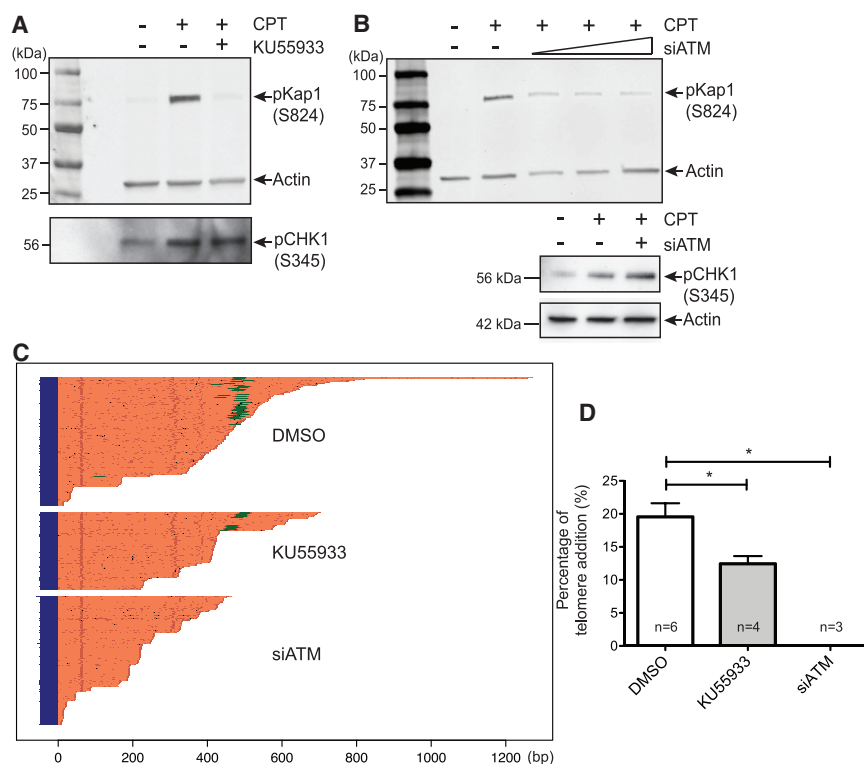 A
- + + CPT
- - + KU55933
(kDa)
100
75
50
37
25
pKap1
(S824)
Actin
56
pCHK1
(S345)
B
- + + + + CPT
- - siATM
(kDa)
100
75
50
37
25
pKap1
(S824)
Actin
- + + CPT
- - + siATM
56 kDa
pCHK1
(S345)
42 kDa
Actin
C
DMSO
KU55933
siATM
0 200 400 600 800 1000 1200 (bp)
D
Percentage of
telomere addition (%)
25
20
15
10
5
0
*
*
n=6 n=4 n=3
DMSO KU55933 siATM